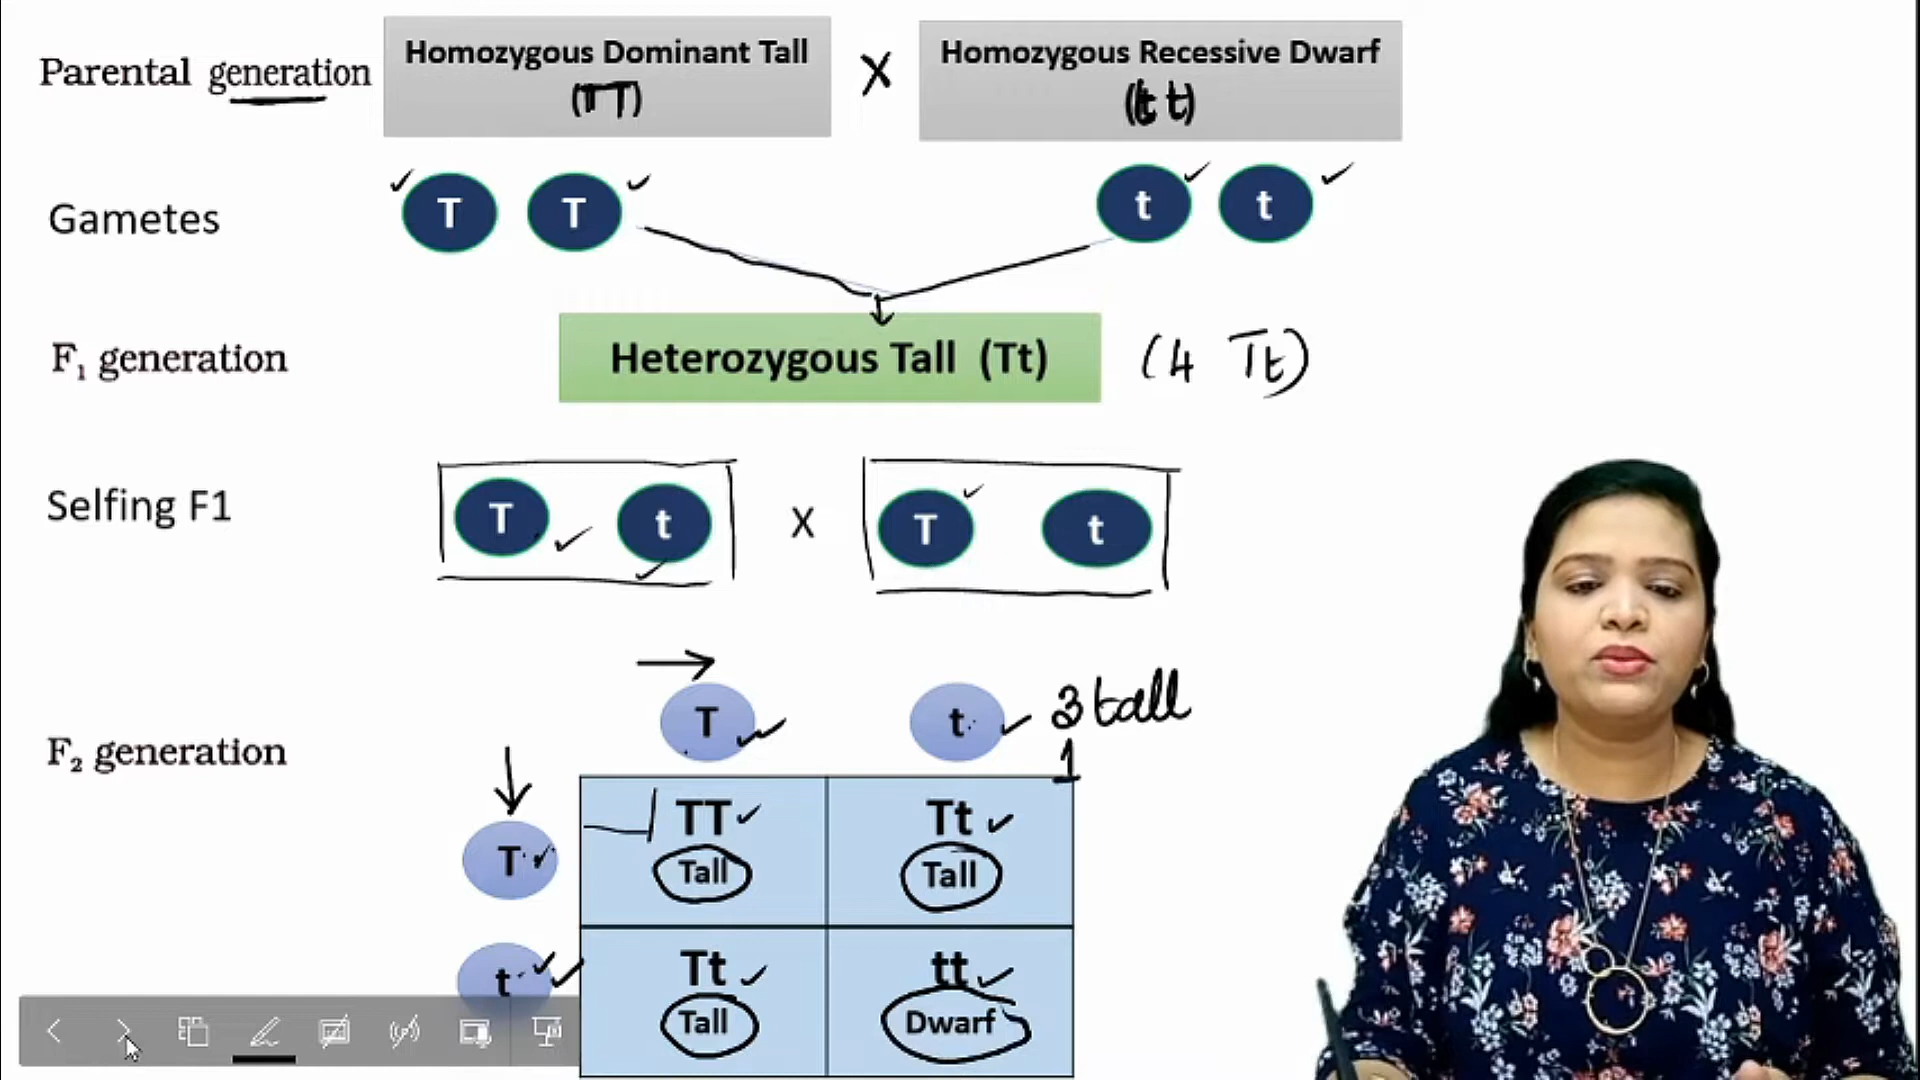 Parental generation
Homozygous Dominant Tall
(TT)
X
Homozygous Recessive Dwarf
(tt)
Gametes
T T t t
F₁ generation
Heterozygous Tall (Tt)
(4 Tt)
Selfing F1
T t X T t
F₂ generation
T t
3 tall
1
T
TT Tt
Tall Tall
t
Tt tt
Tall Dwarf